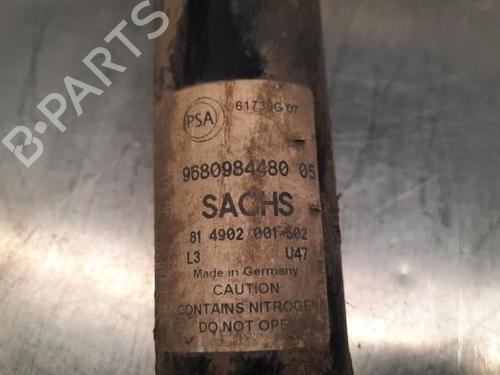 PSA
61739G 07
9680984480 05
SACHS
81 4902 001-502
L3 U47
Made in Germany
CAUTION
CONTAINS NITROGEN
DO NOT OPEN
B-PARTS